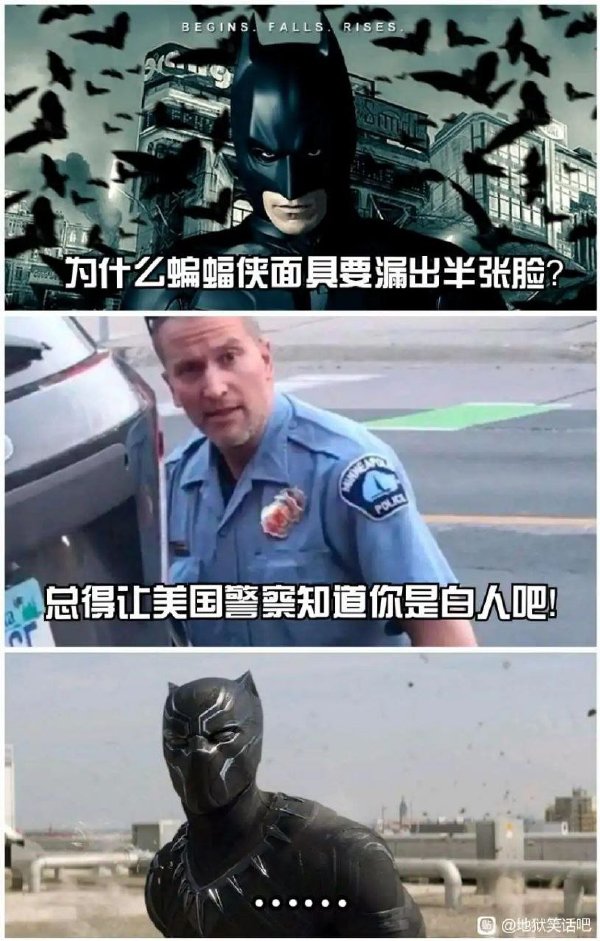 BEGINS. FALLS. RISES.
为什么蝙蝠侠面具要漏出半张脸?
MINNEAPOLIS
POLICE
总得让美国警察知道你是白人吧!
......
贴 @地狱笑话吧